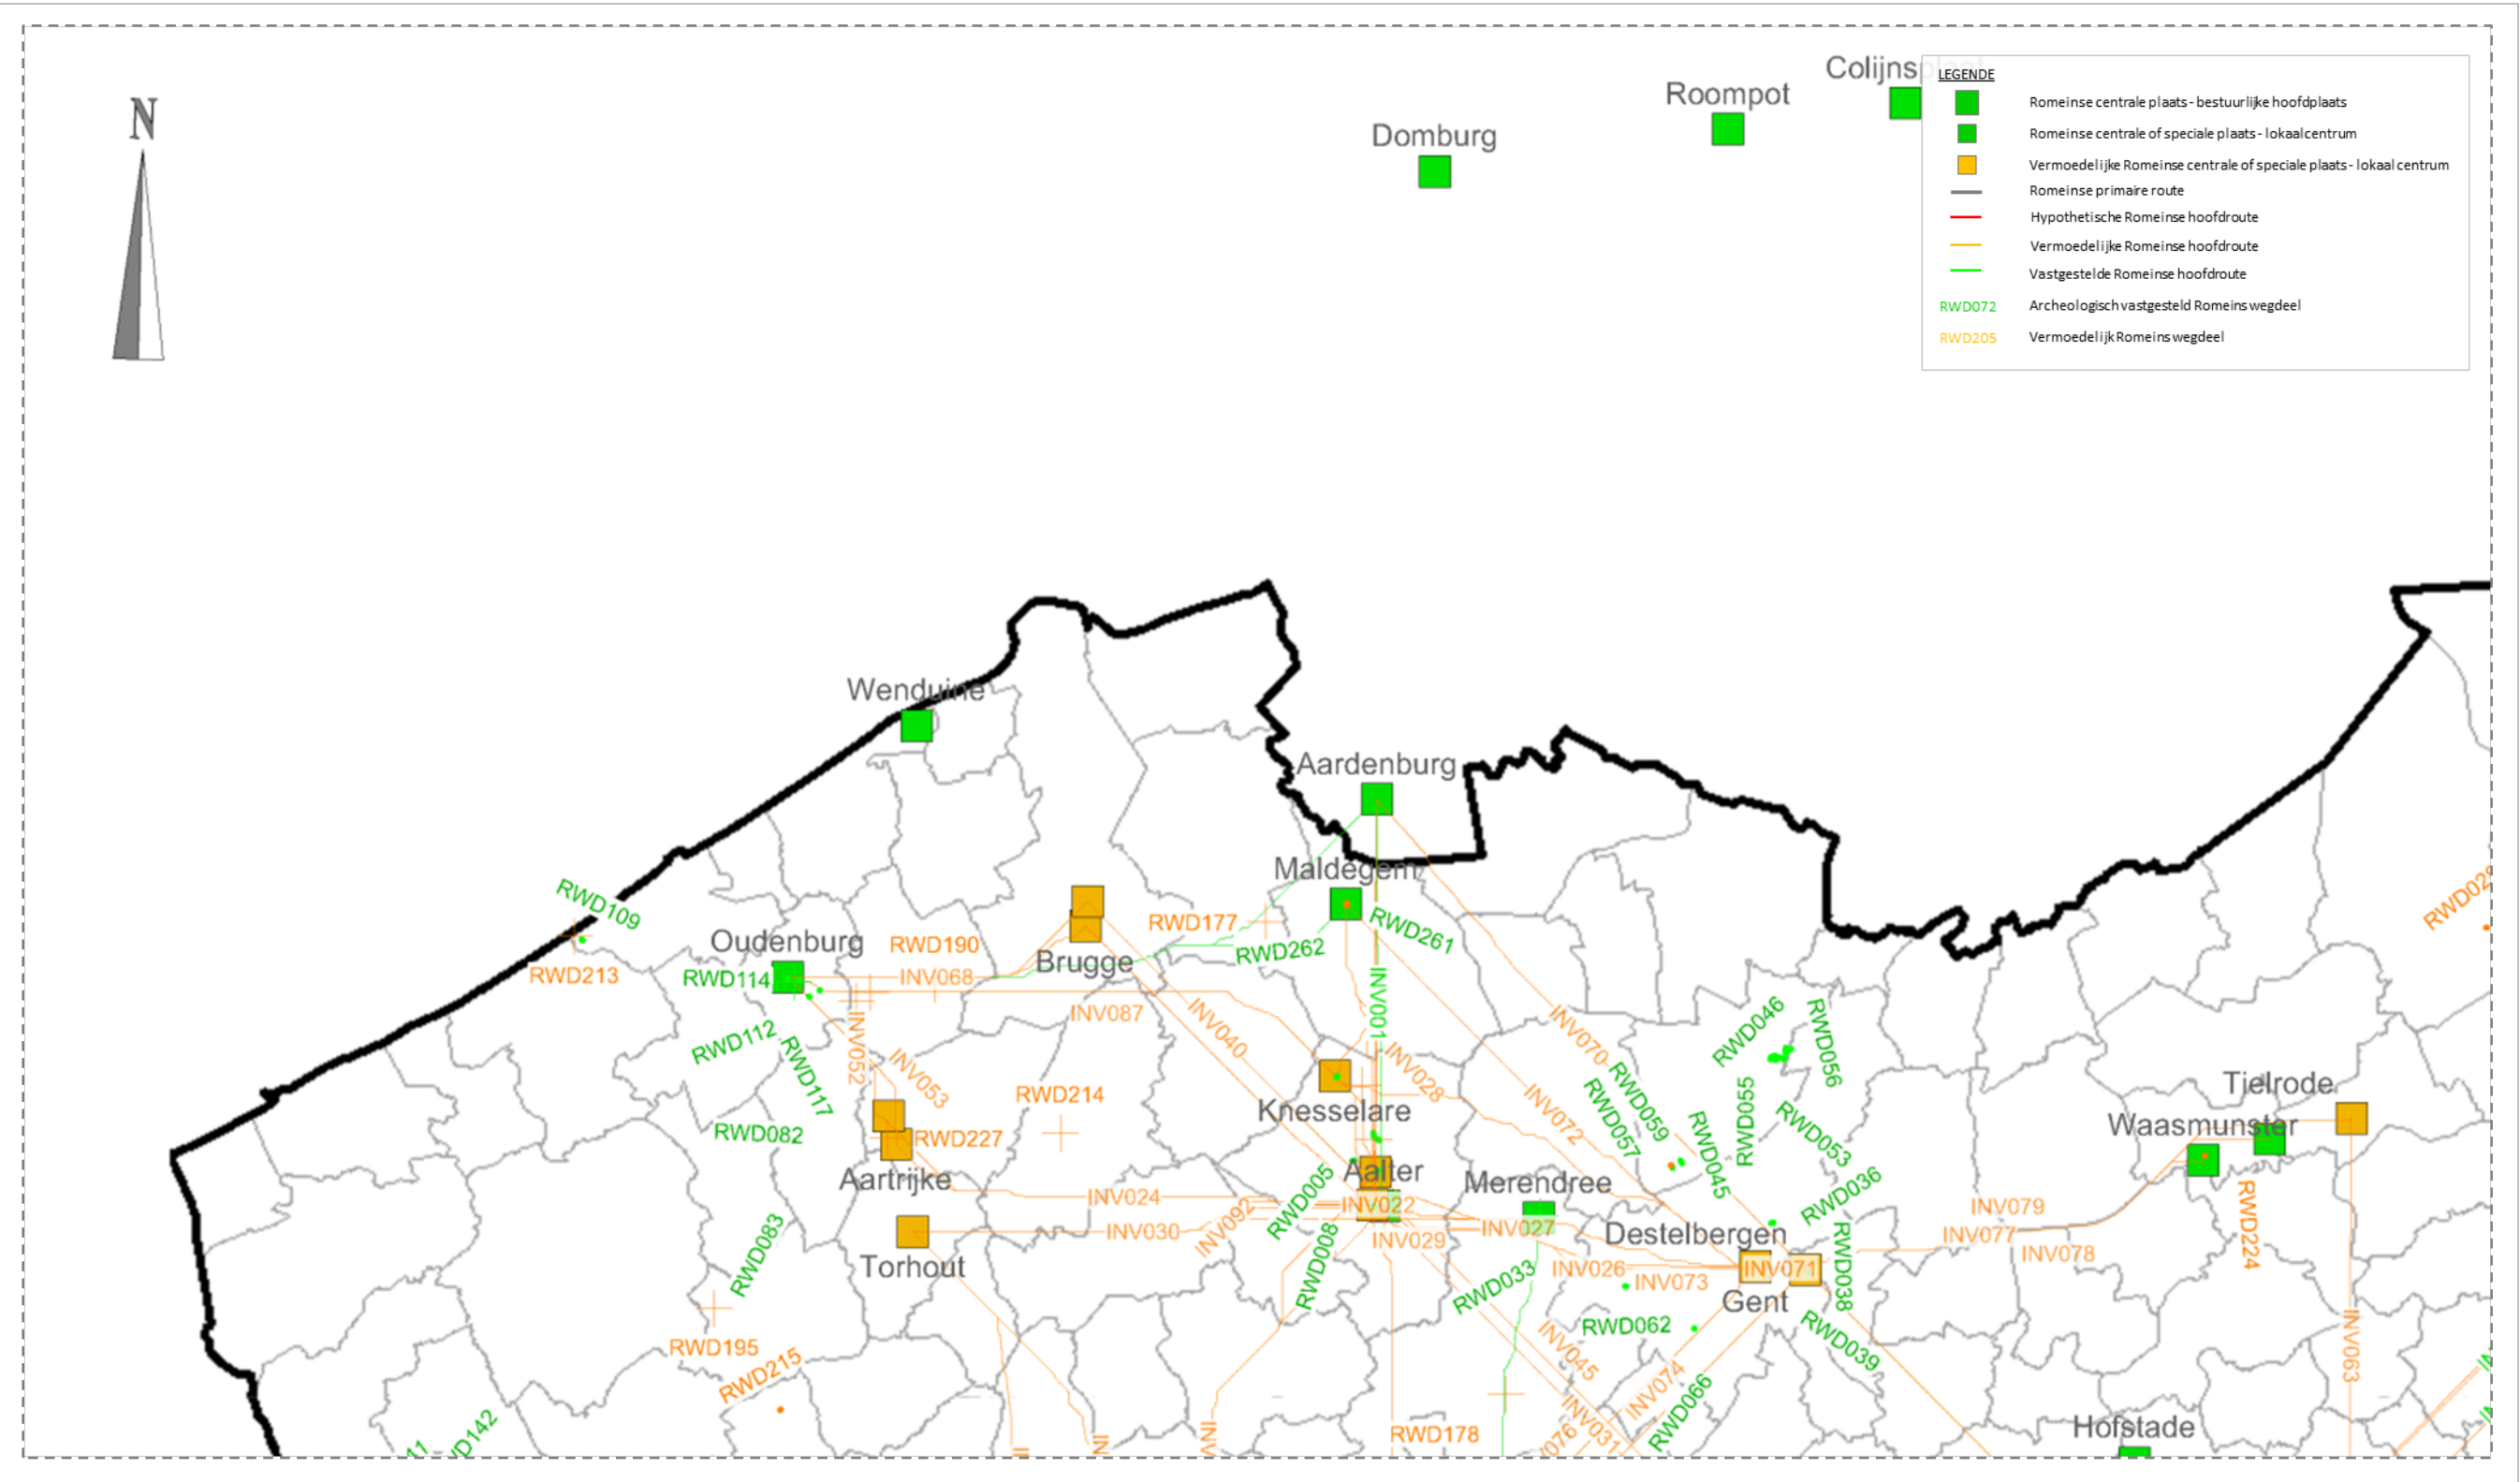 N
Colijns
Roompot
Domburg
LEGENDE
Romeinse centrale plaats - bestuurlijke hoofdplaats
Romeinse centrale of speciale plaats - lokaal centrum
Vermoedelijke Romeinse centrale of speciale plaats - lokaal centrum
Romeinse primaire route
Hypothetische Romeinse hoofdroute
Vermoedelijke Romeinse hoofdroute
Vastgestelde Romeinse hoofdroute
RWD072 Archeologisch vastgesteld Romeins wegdeel
RWD205 Vermoedelijk Romeins wegdeel
Wenduine
Aardenburg
Maldegem
RWD109
RWD177
RWD261
RWD262
Oudenburg
RWD190
Brugge
RWD213
RWD114
INV068
INV001
INV087
INV040
INV070
RWD046
RWD056
RWD112
RWD117
INV052
INV053
INV028
RWD214
Knesselare
INV072
RWD059
RWD057
RWD045
RWD055
RWD053
Tielrode
Waasmunster
RWD082
RWD227
Aartrijke
Aalter
Merendree
RWD005
INV024
INV022
INV030
INV092
INV027
INV029
RWD008
RWD036
Destelbergen
INV079
INV077
INV078
RWD224
RWD083
Torhout
INV026
INV073
INV071
RWD038
Gent
RWD033
RWD062
RWD039
RWD195
RWD215
INV045
INV074
RWD066
INV063
INV031
RWD178
Hofstade